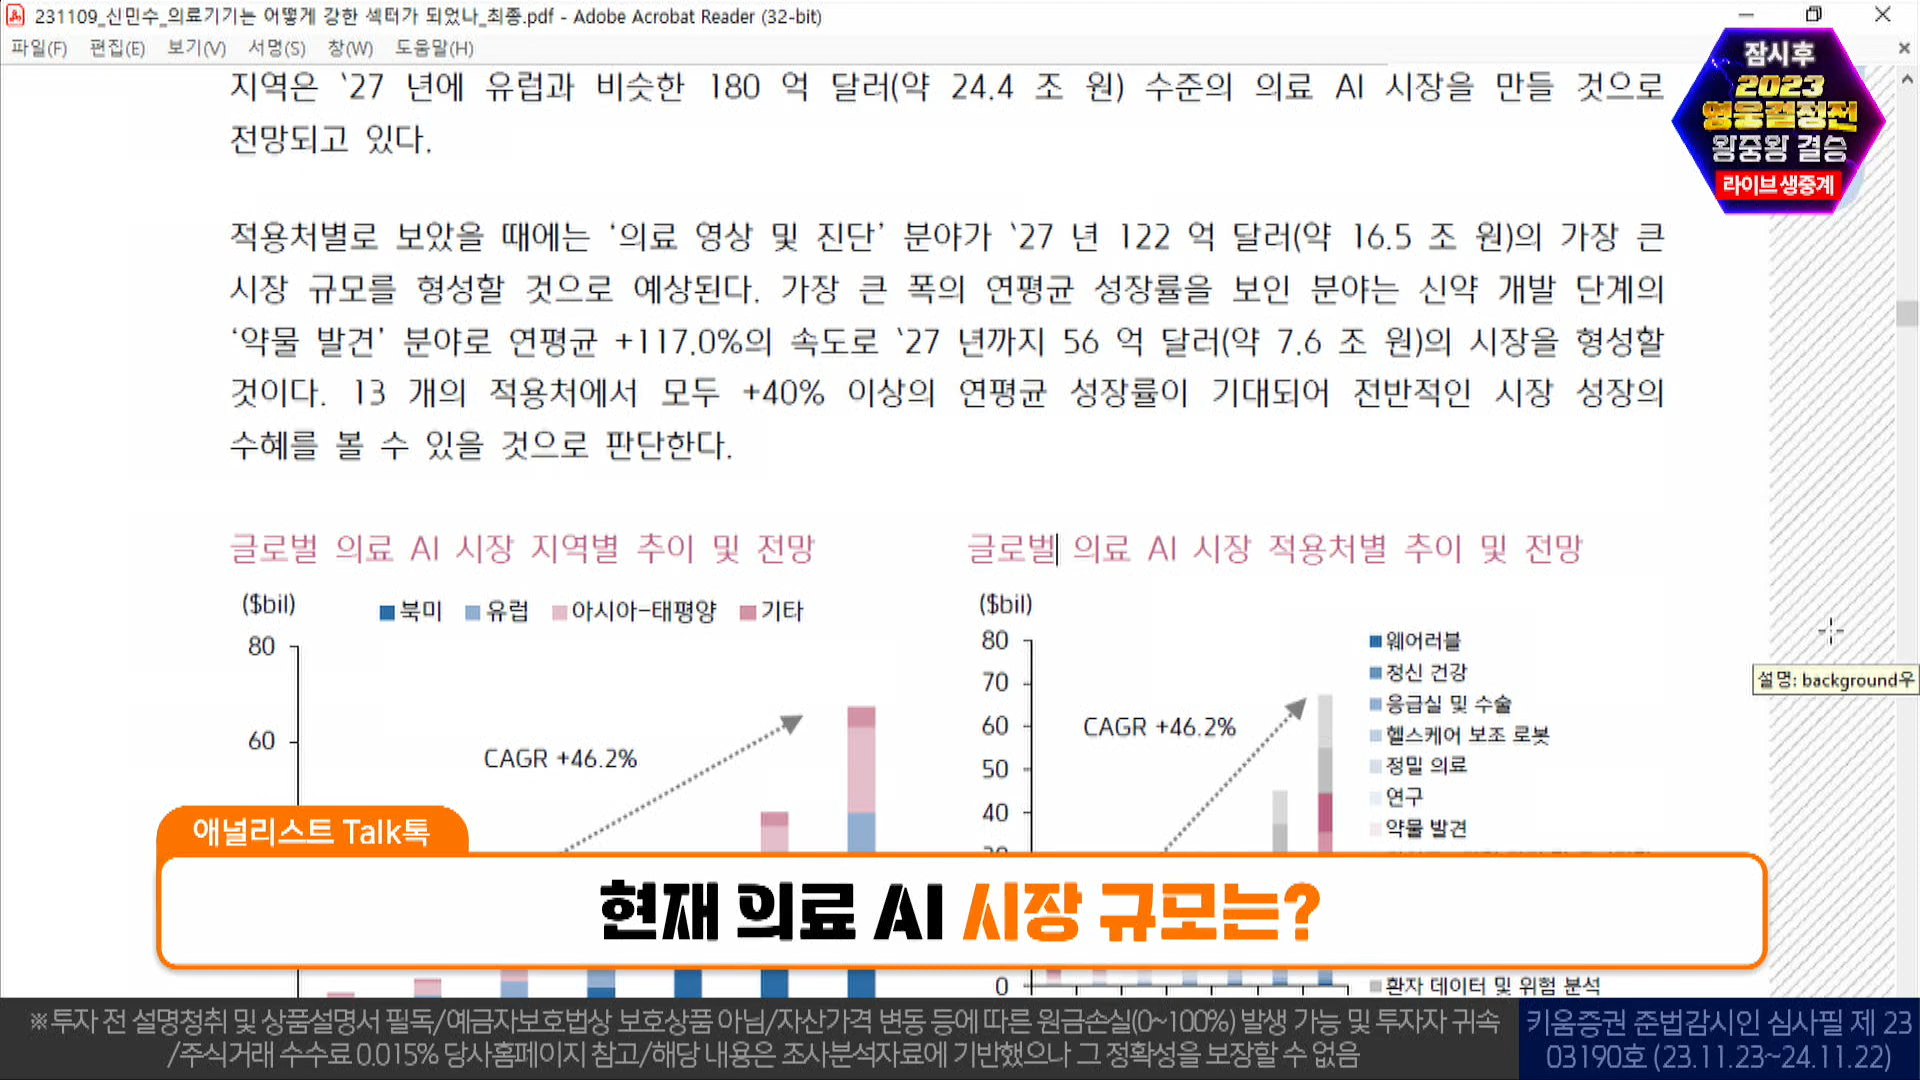 231109_신민수_의료기기는 어떻게 강한 섹터가 되었나_최종.pdf - Adobe Acrobat Reader (32-bit)
파일(F) 편집(E) 보기(V) 서명(S) 창(W) 도움말(H)
잠시후
2023
영웅결정전
왕중왕 결승
라이브 생중계
지역은 ‘27 년에 유럽과 비슷한 180 억 달러(약 24.4 조 원) 수준의 의료 AI 시장을 만들 것으로
전망되고 있다.
적용처별로 보았을 때에는 ‘의료 영상 및 진단’ 분야가 ‘27 년 122 억 달러(약 16.5 조 원)의 가장 큰
시장 규모를 형성할 것으로 예상된다. 가장 큰 폭의 연평균 성장률을 보인 분야는 신약 개발 단계의
‘약물 발견’ 분야로 연평균 +117.0%의 속도로 ‘27 년까지 56 억 달러(약 7.6 조 원)의 시장을 형성할
것이다. 13 개의 적용처에서 모두 +40% 이상의 연평균 성장률이 기대되어 전반적인 시장 성장의
수혜를 볼 수 있을 것으로 판단한다.
글로벌 의료 AI 시장 지역별 추이 및 전망
($bil)
북미 유럽 아시아-태평양 기타
80
60
CAGR +46.2%
글로벌 의료 AI 시장 적용처별 추이 및 전망
($bil)
80
70
60
50
40
0
CAGR +46.2%
웨어러블
정신 건강
응급실 및 수술
헬스케어 보조 로봇
정밀 의료
연구
약물 발견
환자 데이터 및 위험 분석
설명: background우
애널리스트 Talk톡
현재 의료 AI 시장 규모는?
※투자 전 설명청취 및 상품설명서 필독/예금자보호법상 보호상품 아님/자산가격 변동 등에 따른 원금손실(0~100%) 발생 가능 및 투자자 귀속
/주식거래 수수료 0.015% 당사홈페이지 참고/해당 내용은 조사분석자료에 기반했으나 그 정확성을 보장할 수 없음
키움증권 준법감시인 심사필 제 23
03190호 (23.11.23~24.11.22)